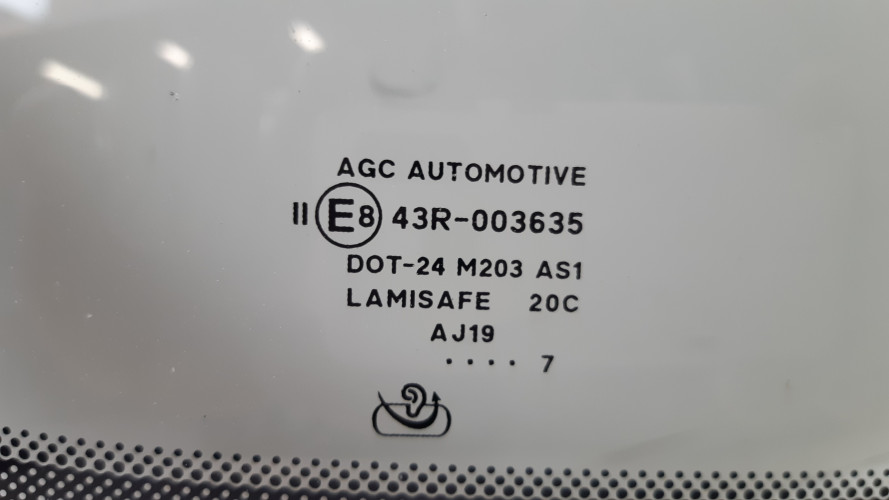 AGC AUTOMOTIVE
II E8 43R-003635
DOT-24 M203 AS1
LAMISAFE 20C
AJ19
.... 7